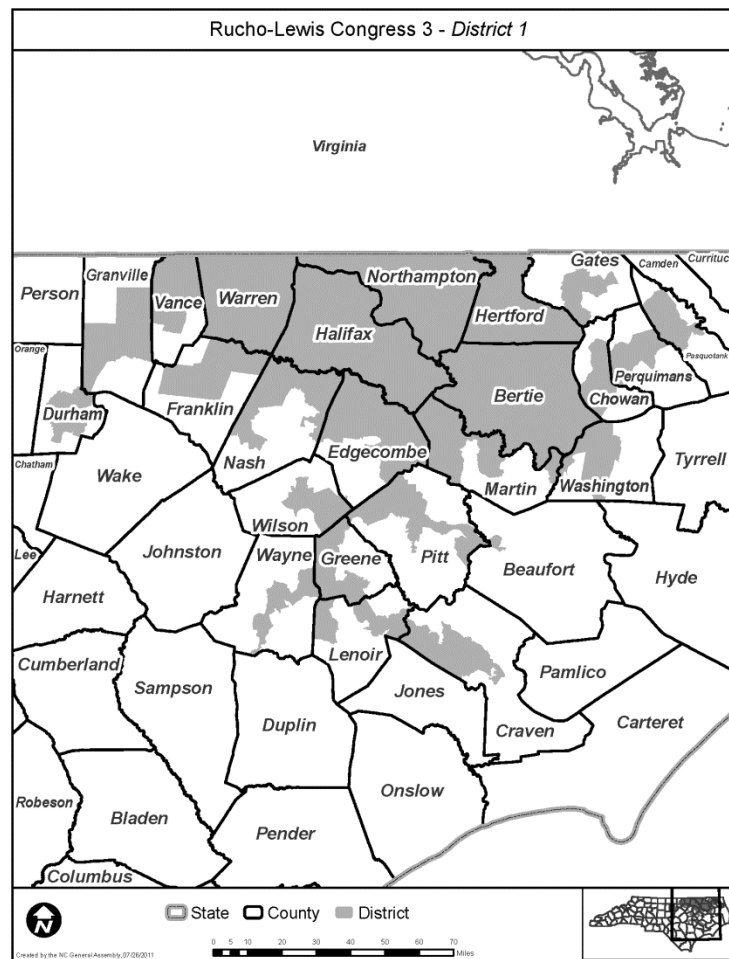 Rucho-Lewis Congress 3 - District 1
Virginia
Gates
Camden
Currituck
Granville
Northampton
Person
Vance
Warren
Hertford
Halifax
Orange
Pasquotank
Bertie
Perquimans
Chowan
Durham
Franklin
Edgecombe
Nash
Tyrrell
Chatham
Wake
Martin
Washington
Wilson
Lee
Johnston
Wayne
Greene
Pitt
Beaufort
Hyde
Harnett
Lenoir
Cumberland
Pamlico
Sampson
Jones
Duplin
Craven
Carteret
Robeson
Onslow
Bladen
Pender
Columbus
N
State
County
District
0 5 10 20 30 40 50 60 70
Miles
Created by the NC General Assembly, 07/26/2011